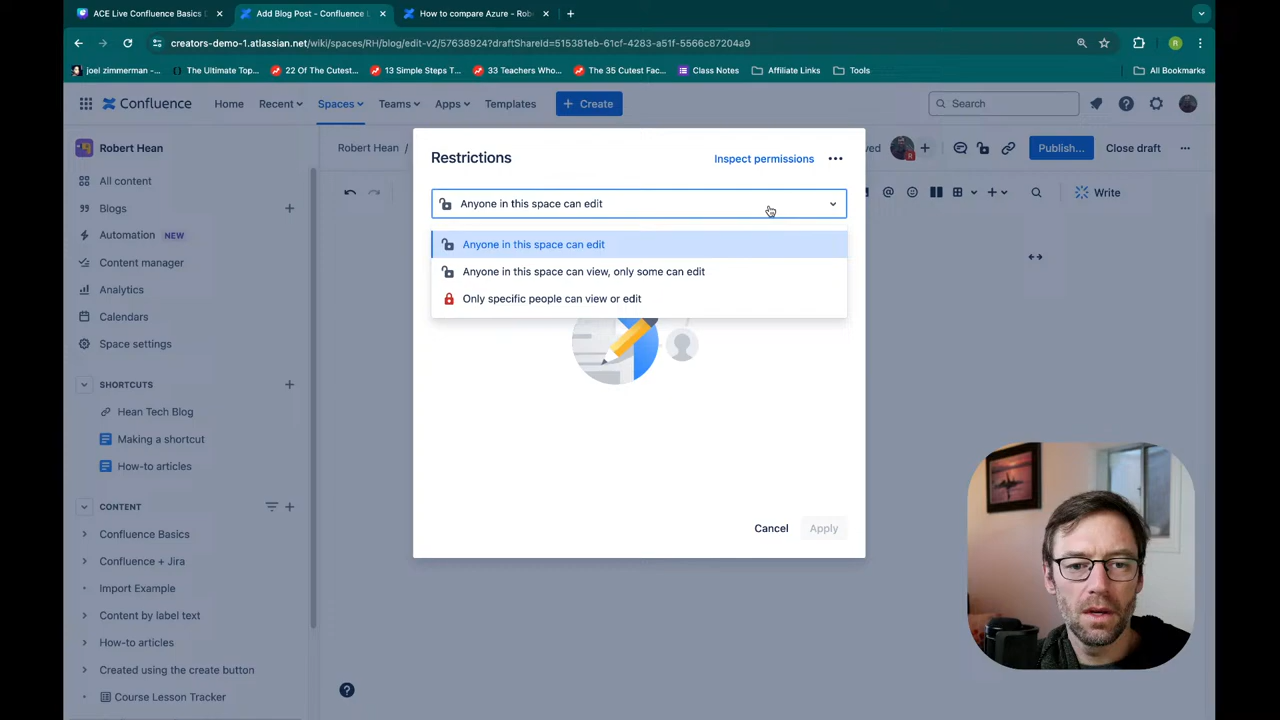 ACE Live Confluence Basics
Add Blog Post - Confluence
How to compare Azure - Rob
creators-demo-1.atlassian.net/wiki/spaces/RH/blog/edit-v2/57638924?draftShareId=515381eb-61cf-4283-a51f-5566c87204a9
R
joel zimmerman -... The Ultimate Top... 22 Of The Cutest... 13 Simple Steps T... 33 Teachers Who... The 35 Cutest Fac... Class Notes Affiliate Links Tools All Bookmarks
Confluence Home Recent Spaces Teams Apps Templates + Create Search
Robert Hean
All content
Blogs
Automation NEW
Content manager
Analytics
Calendars
Space settings
SHORTCUTS
Hean Tech Blog
Making a shortcut
How-to articles
CONTENT
Confluence Basics
Confluence + Jira
Import Example
Content by label text
How-to articles
Created using the create button
Course Lesson Tracker
Robert Hean /
R
Publish... Close draft
Write
Restrictions
Inspect permissions
Anyone in this space can edit
Anyone in this space can edit
Anyone in this space can view, only some can edit
Only specific people can view or edit
Cancel Apply